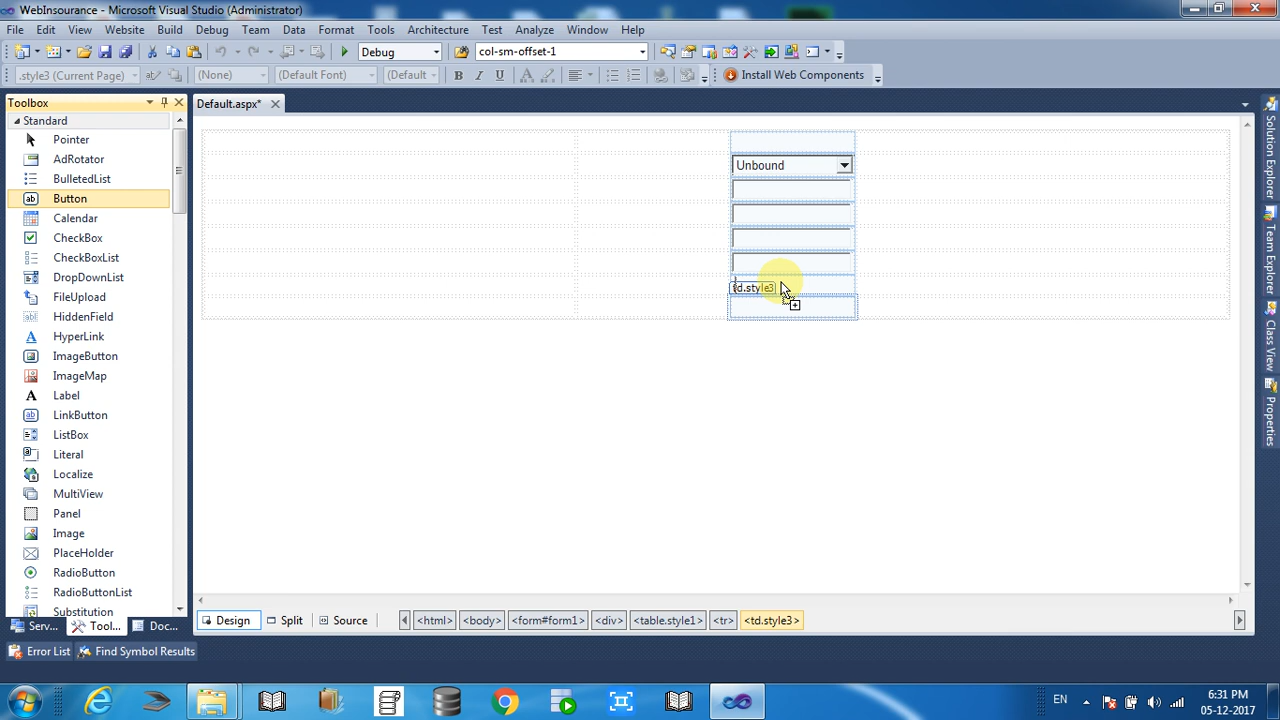 WebInsourance - Microsoft Visual Studio (Administrator)
File Edit View Website Build Debug Team Data Format Tools Architecture Test Analyze Window Help
Debug col-sm-offset-1
.style3 (Current Page) (None) (Default Font) (Default B I U A Install Web Components
Toolbox
Default.aspx*
Standard
Pointer
AdRotator
BulletedList
Button
Calendar
CheckBox
CheckBoxList
DropDownList
FileUpload
HiddenField
HyperLink
ImageButton
ImageMap
Label
LinkButton
ListBox
Literal
Localize
MultiView
Panel
Image
PlaceHolder
RadioButton
RadioButtonList
Substitution
Unbound
td.style3
Solution Explorer
Team Explorer
Class View
Properties
Serv... Tool... Doc...
Design Split Source <html> <body> <form#form1> <div> <table.style1> <tr> <td.style3>
Error List Find Symbol Results
EN 6:31 PM
05-12-2017